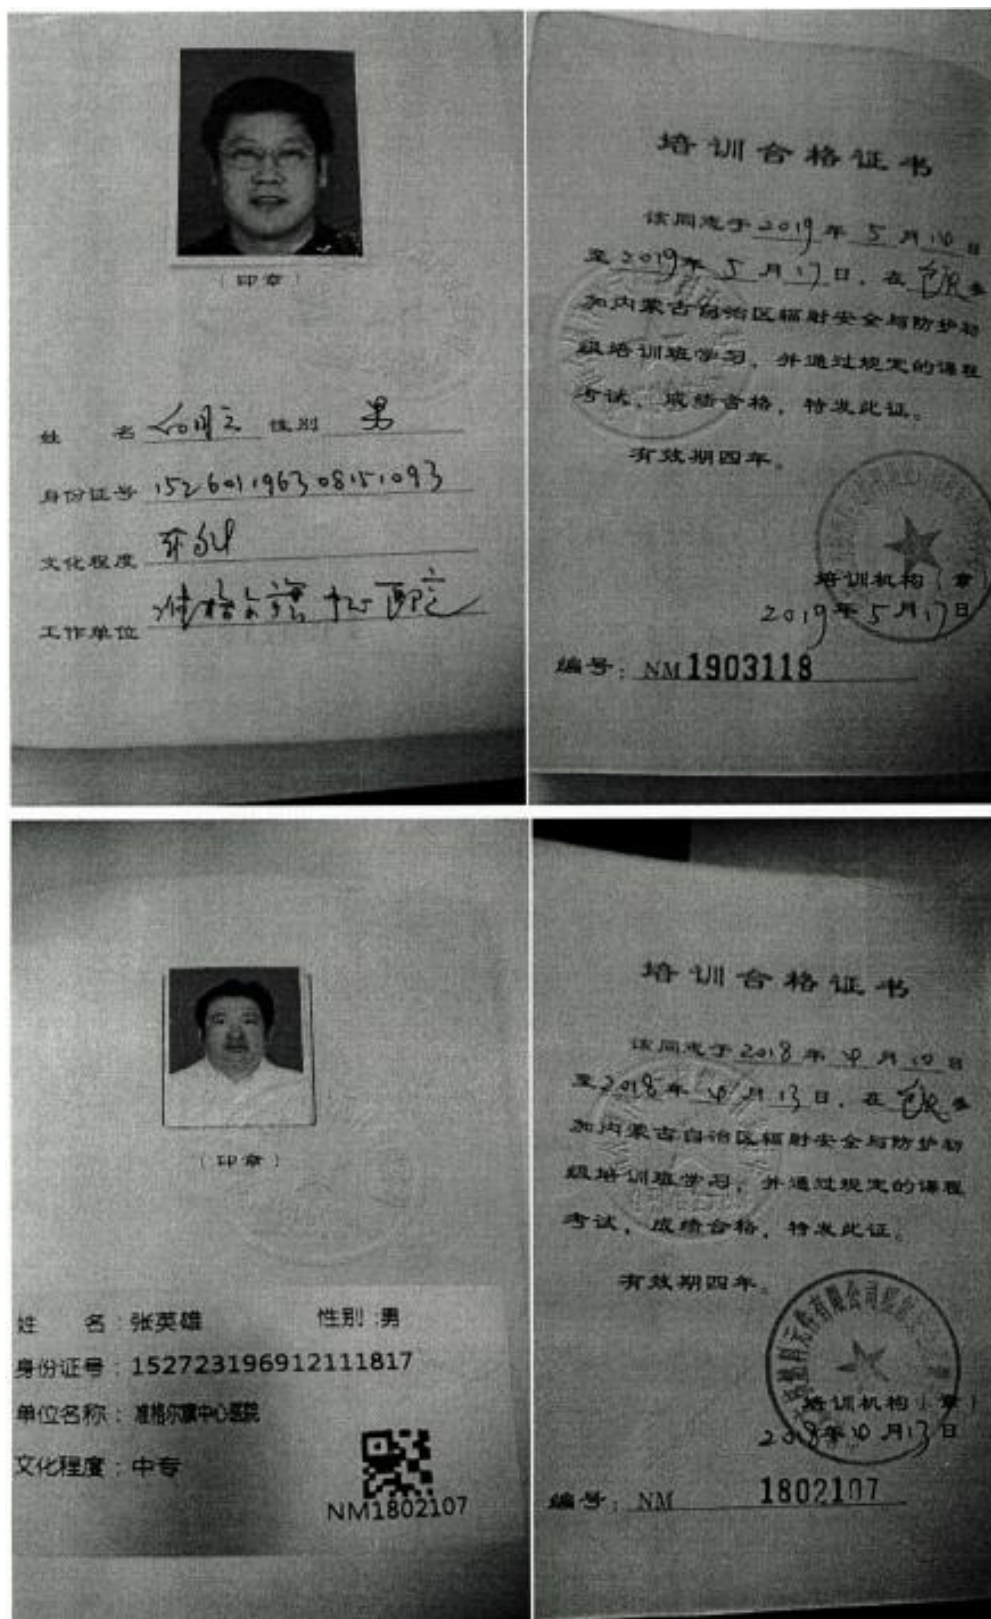 （印章）
姓 名 性别 男
身份证号 152601196308151093
文化程度
工作单位
培训合格证书
该同志于2019年5月14日
至2019年5月17日，在包头参
加内蒙古自治区辐射安全与防护初
级培训班学习，并通过规定的课程
考试，成绩合格，特发此证。
有效期四年。
培训机构（章）
2019年5月17日
编号：NM 1903118
（印章）
姓 名：张英雄 性别：男
身份证号：152723196912111817
单位名称：准格尔旗中心医院
文化程度：中专
NM1802107
培训合格证书
该同志于2018年4月10日
至2018年4月13日，在包头参
加内蒙古自治区辐射安全与防护初
级培训班学习，并通过规定的课程
考试，成绩合格，特发此证。
有效期四年。
培训机构（章）
编号：NM 1802107